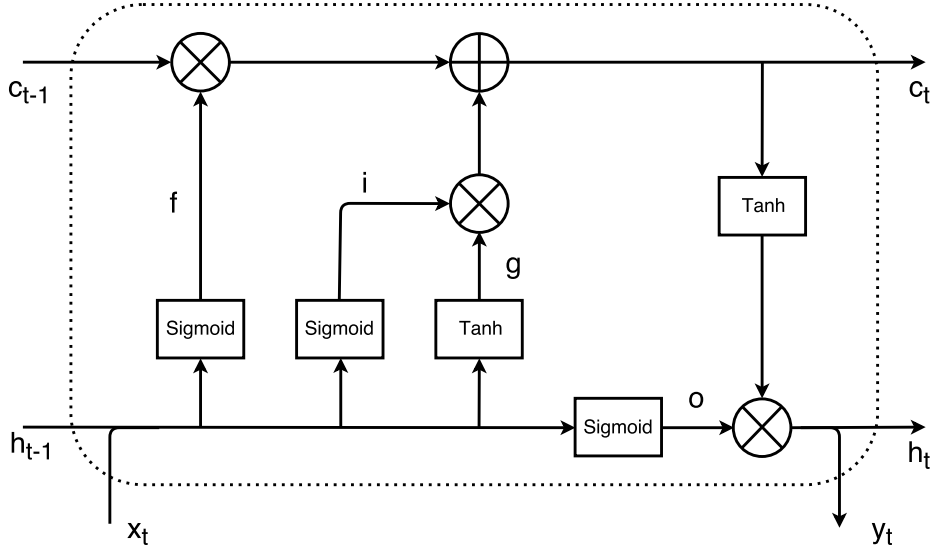 c_t-1
c_t
f
i
Tanh
g
Sigmoid
Sigmoid
Tanh
Sigmoid
o
h_t-1
h_t
x_t
y_t